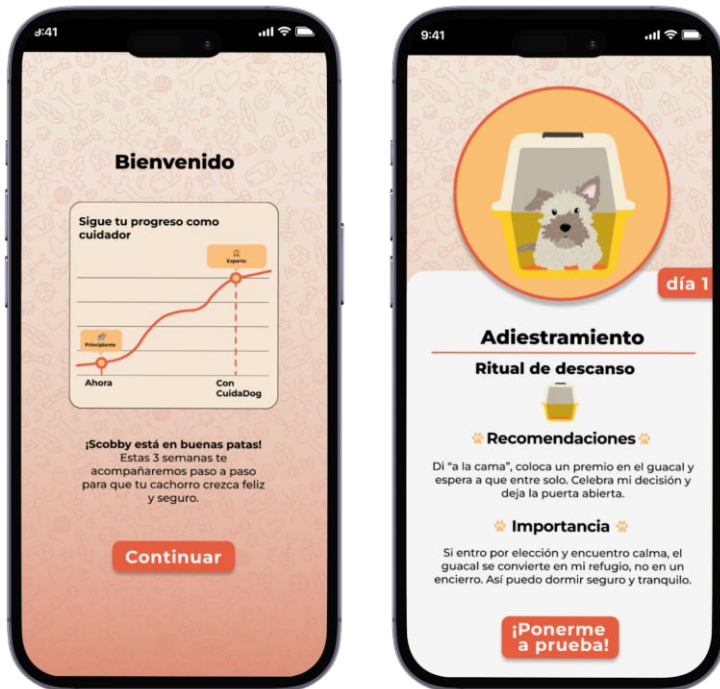 9:41
Bienvenido
Sigue tu progreso como
cuidador
Experto
Principiante
Ahora
Con
CuidaDog
¡Scobby está en buenas patas!
Estas 3 semanas te
acompañaremos paso a paso
para que tu cachorro crezca feliz
y seguro.
Continuar
9:41
día 1
Adiestramiento
Ritual de descanso
Recomendaciones
Di “a la cama”, coloca un premio en el guacal y
espera a que entre solo. Celebra mi decisión y
deja la puerta abierta.
Importancia
Si entro por elección y encuentro calma, el
guacal se convierte en mi refugio, no en un
encierro. Así puedo dormir seguro y tranquilo.
¡Ponerme
a prueba!